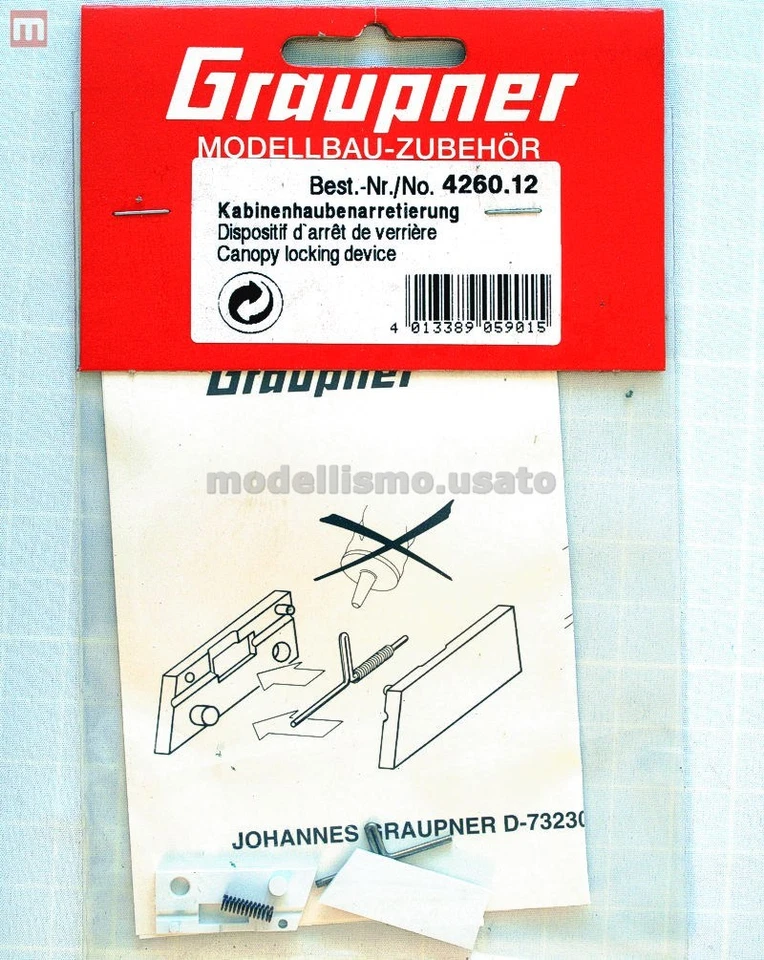 m
Graupner
MODELLBAU-ZUBEHÖR
Best.-Nr./No. 4260.12
Kabinenhaubenarretierung
Dispositif d`arrêt de verrière
Canopy locking device
4 013389 059015
Graupner
modellismo.usato
JOHANNES GRAUPNER D-73230